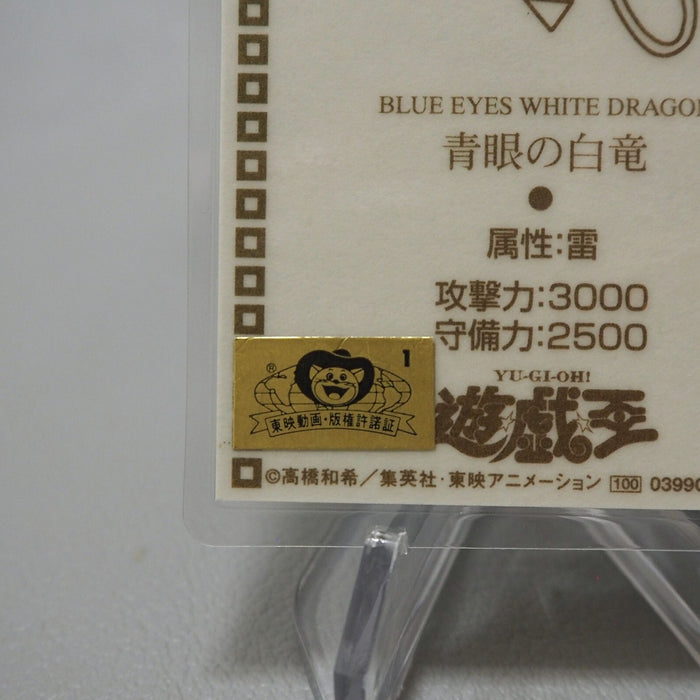 BLUE EYES WHITE DRAGON
青眼の白竜
●
属性:雷
攻撃力:3000
守備力:2500
YU-GI-OH!
遊☆戯☆王
® 1
東映動画・版権許諾証
©高橋和希／集英社・東映アニメーション 100 03990